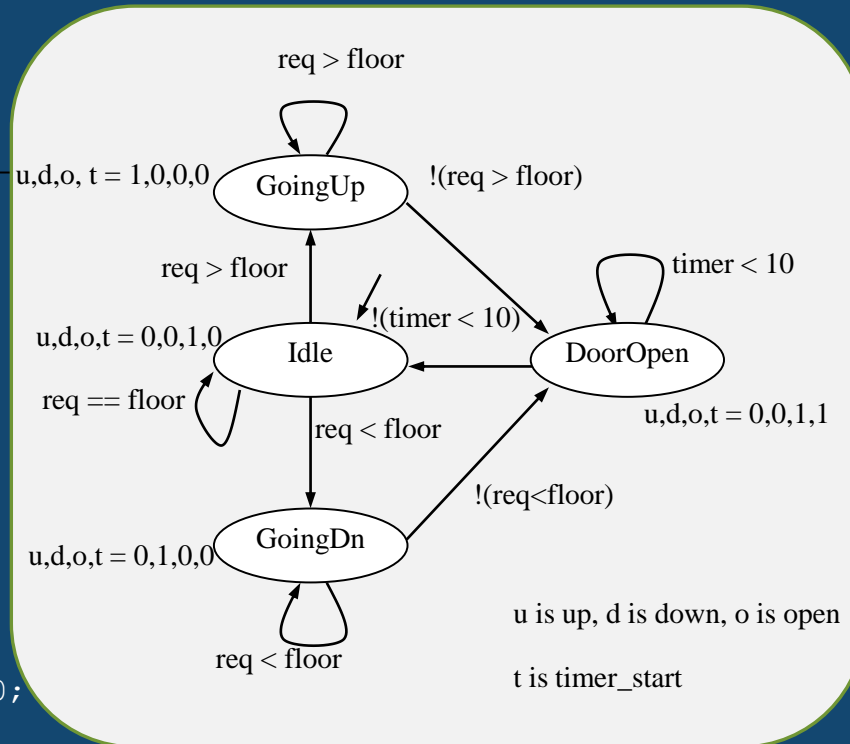 req > floor
u,d,o, t = 1,0,0,0
GoingUp
!(req > floor)
req > floor
timer < 10
u,d,o,t = 0,0,1,0
!(timer < 10)
Idle
DoorOpen
req == floor
u,d,o,t = 0,0,1,1
req < floor
!(req<floor)
u,d,o,t = 0,1,0,0
GoingDn
u is up, d is down, o is open
req < floor
t is timer_start
;